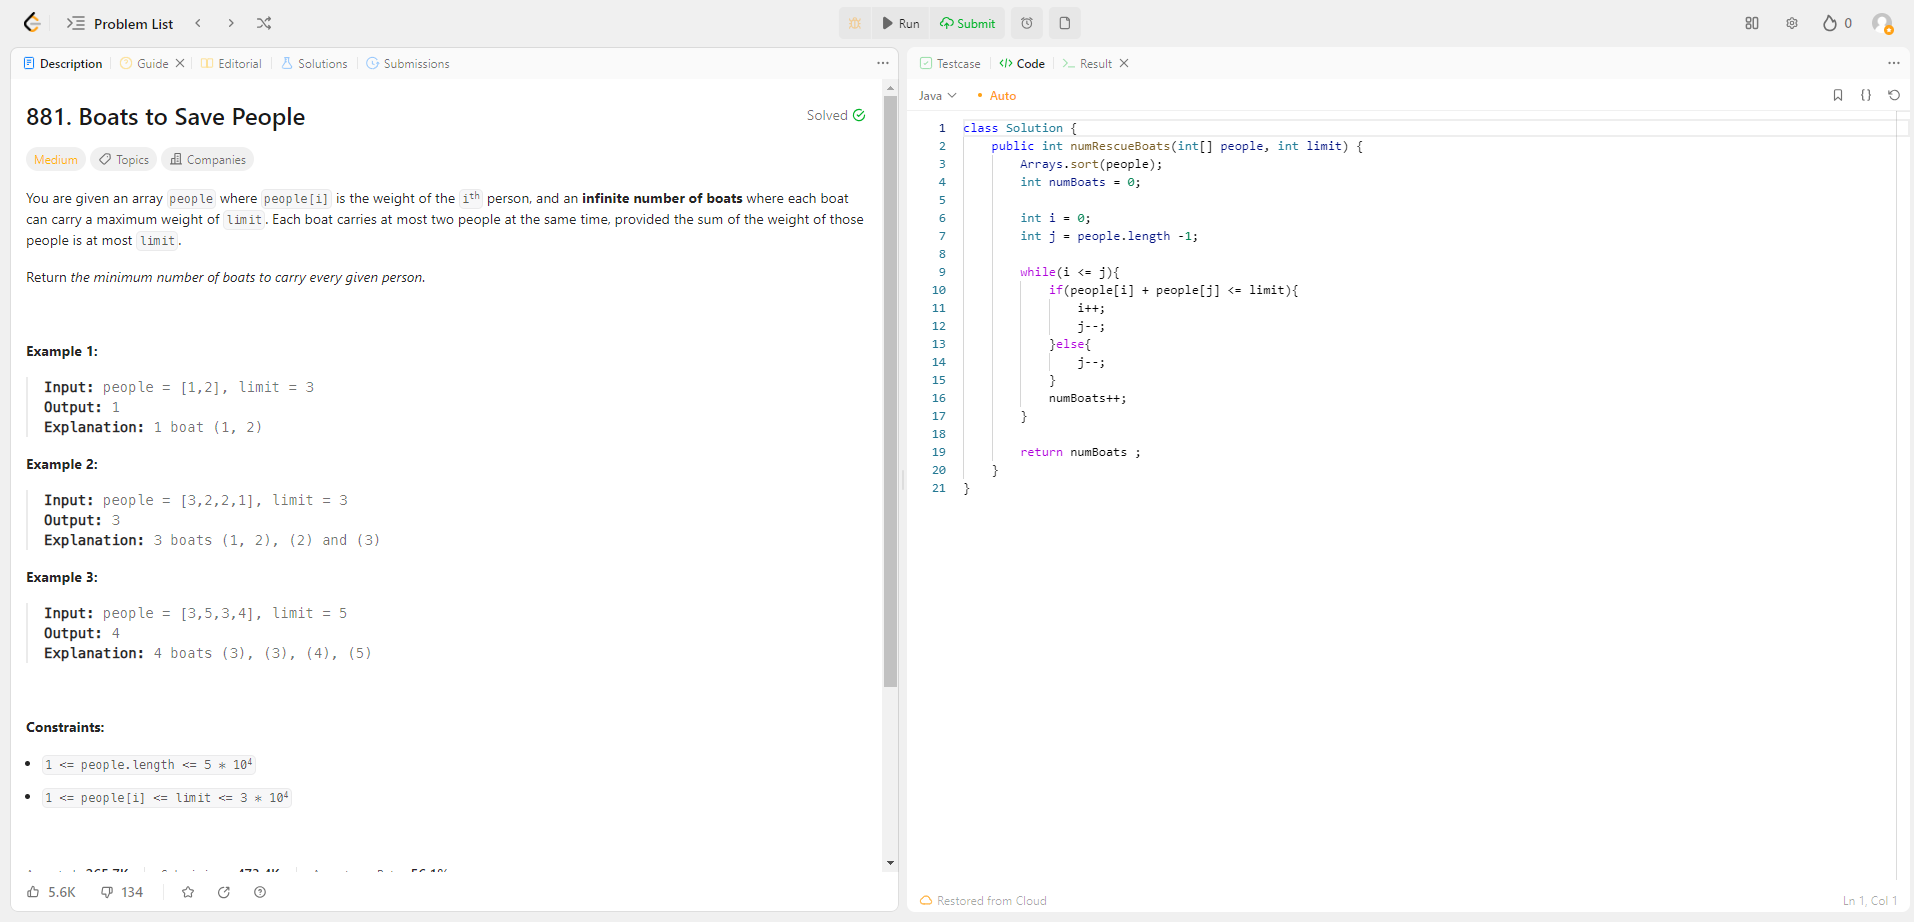 Problem List
Run
Submit
0
Description
Guide
Editorial
Solutions
Submissions
881. Boats to Save People
Solved
Medium
Topics
Companies
You are given an array people where people[i] is the weight of the ith person, and an infinite number of boats where each boat
can carry a maximum weight of limit. Each boat carries at most two people at the same time, provided the sum of the weight of those
people is at most limit.
Return the minimum number of boats to carry every given person.
Example 1:
Input: people = [1,2], limit = 3
Output: 1
Explanation: 1 boat (1, 2)
Example 2:
Input: people = [3,2,2,1], limit = 3
Output: 3
Explanation: 3 boats (1, 2), (2) and (3)
Example 3:
Input: people = [3,5,3,4], limit = 5
Output: 4
Explanation: 4 boats (3), (3), (4), (5)
Constraints:
1 <= people.length <= 5 * 10⁴
1 <= people[i] <= limit <= 3 * 10⁴
5.6K
134
Testcase
Code
Result
Java
Auto
1 class Solution {
2 public int numRescueBoats(int[] people, int limit) {
3 Arrays.sort(people);
4 int numBoats = 0;
5
6 int i = 0;
7 int j = people.length -1;
8
9 while(i <= j){
10 if(people[i] + people[j] <= limit){
11 i++;
12 j--;
13 }else{
14 j--;
15 }
16 numBoats++;
17 }
18
19 return numBoats ;
20 }
21 }
Restored from Cloud
Ln 1, Col 1